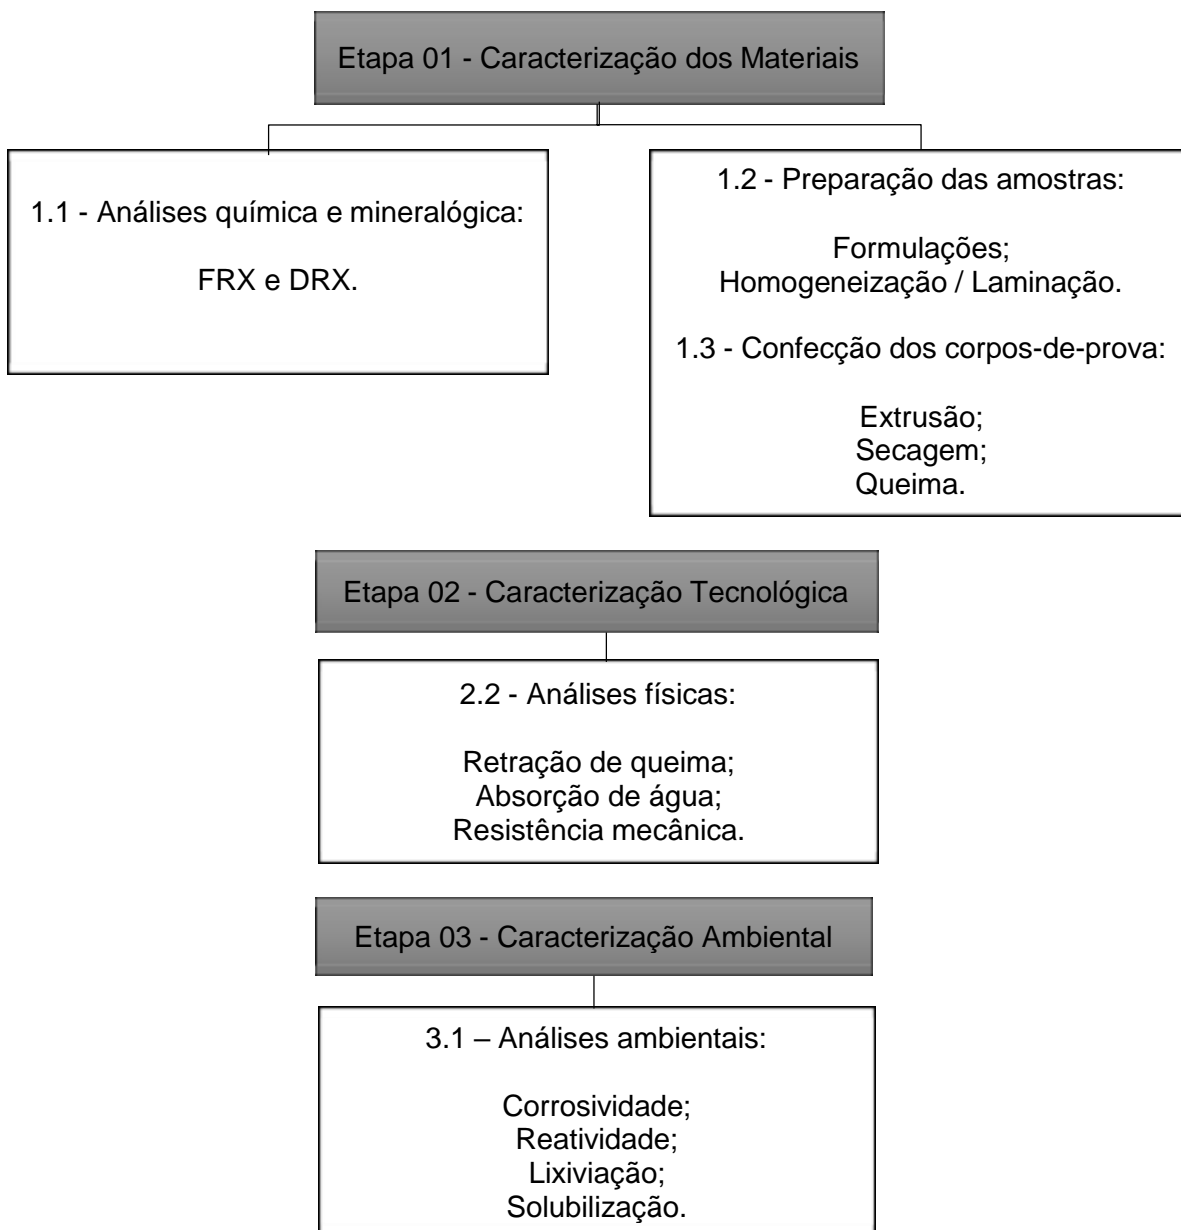 Etapa 01 - Caracterização dos Materiais
1.1 - Análises química e mineralógica:
FRX e DRX.
1.2 - Preparação das amostras:
Formulações;
Homogeneização / Laminação.
1.3 - Confecção dos corpos-de-prova:
Extrusão;
Secagem;
Queima.
Etapa 02 - Caracterização Tecnológica
2.2 - Análises físicas:
Retração de queima;
Absorção de água;
Resistência mecânica.
Etapa 03 - Caracterização Ambiental
3.1 – Análises ambientais:
Corrosividade;
Reatividade;
Lixiviação;
Solubilização.